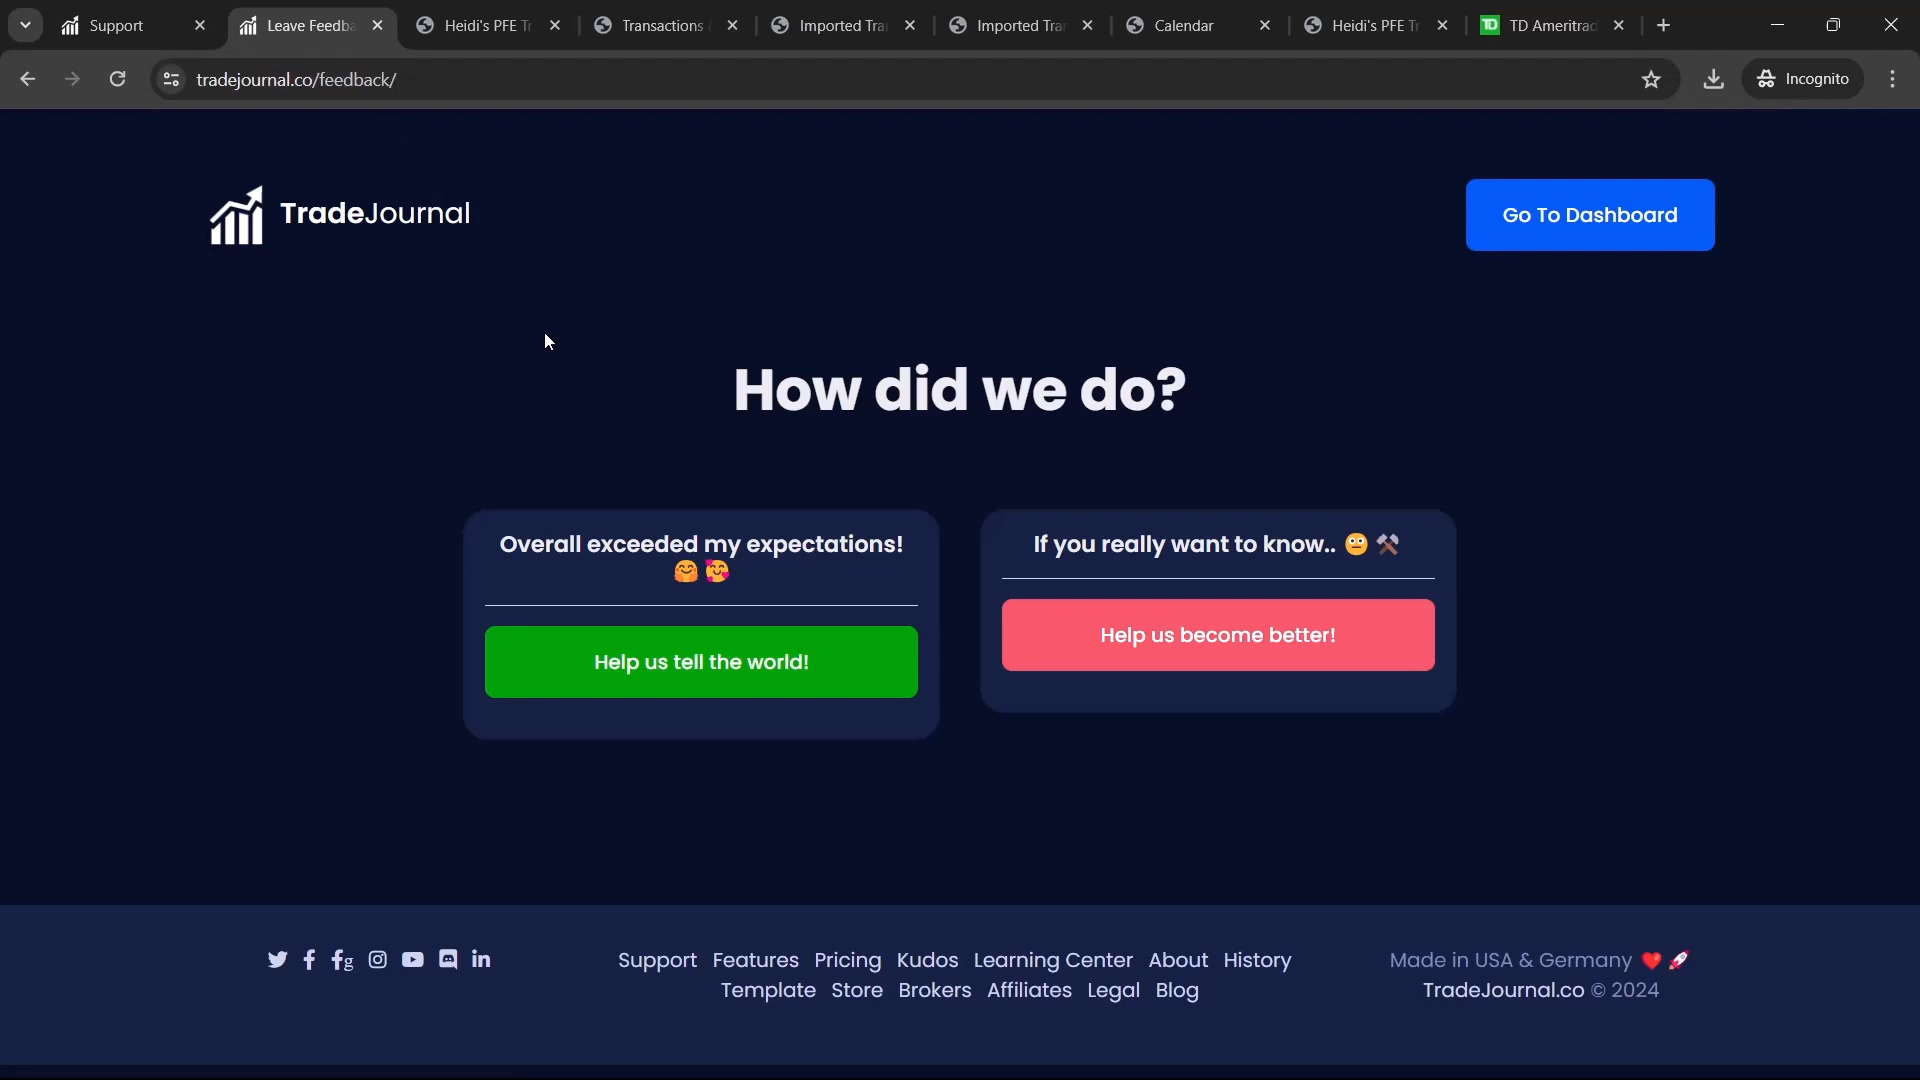 Support
Leave Feedba
Heidi's PFE Tr
Transactions
Imported Tra
Imported Tra
Calendar
Heidi's PFE Tr
TD Ameritrad
tradejournal.co/feedback/
Incognito
TradeJournal
Go To Dashboard
How did we do?
Overall exceeded my expectations!
🤗 🥰
If you really want to know.. 😳 ⚒️
Help us tell the world!
Help us become better!
Support Features Pricing Kudos Learning Center About History
Template Store Brokers Affiliates Legal Blog
Made in USA & Germany ❤️ 🚀
TradeJournal.co © 2024